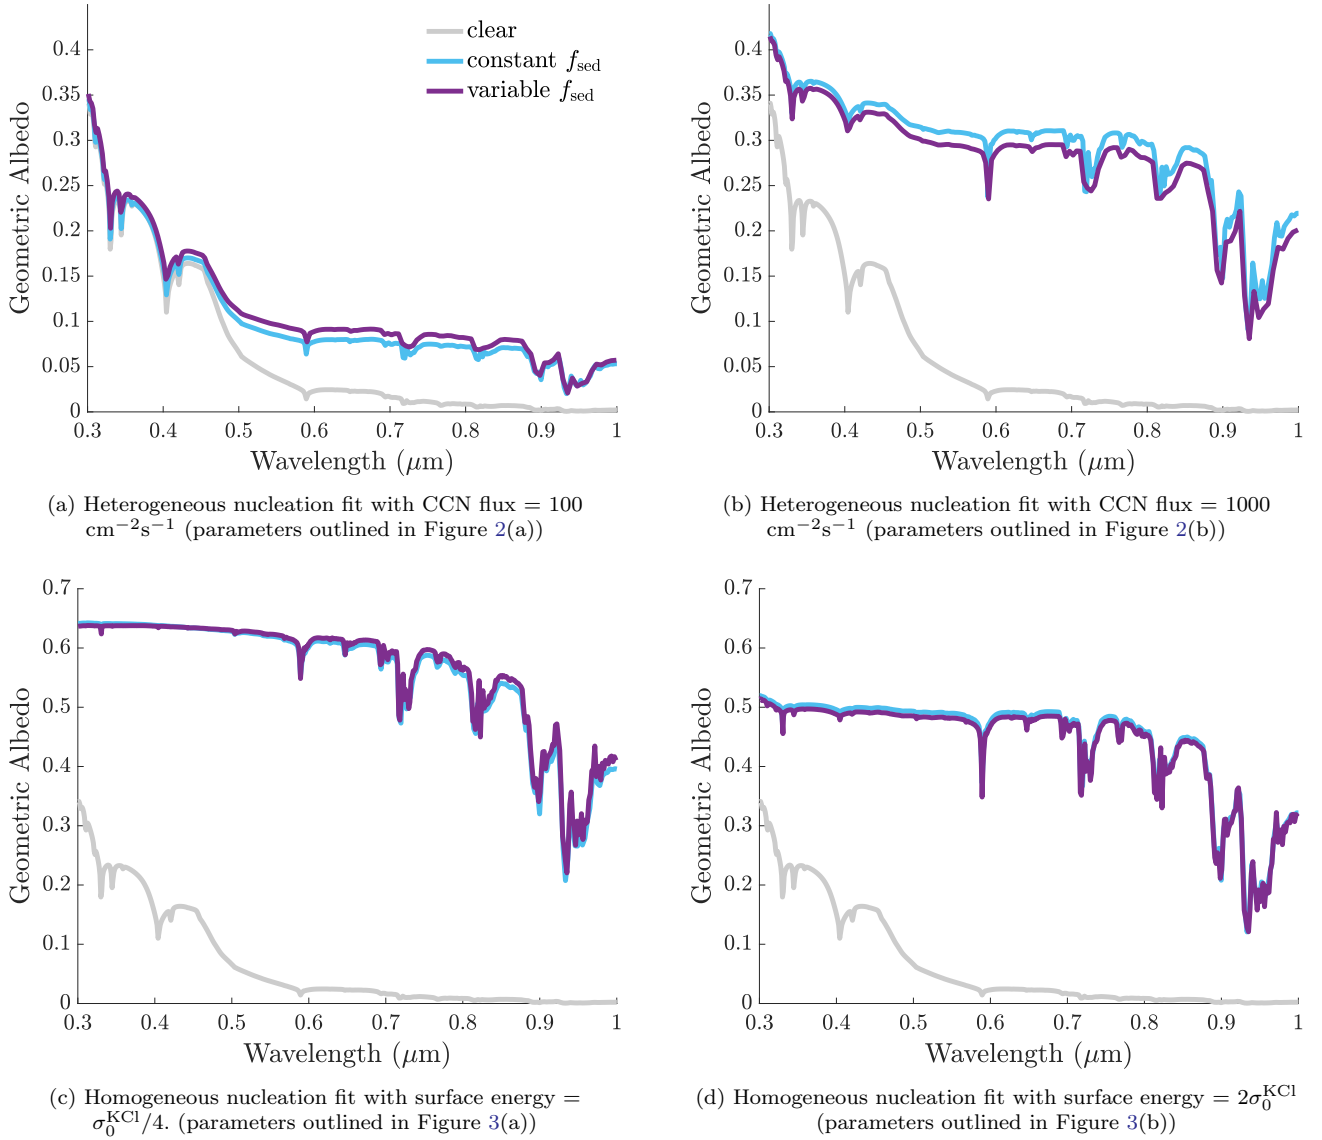 0.4
0.35
0.3
0.25
0.2
0.15
0.1
0.05
0
Geometric Albedo
clear
constant f_sed
variable f_sed
0.3 0.4 0.5 0.6 0.7 0.8 0.9 1
Wavelength (μm)
(a) Heterogeneous nucleation fit with CCN flux = 100
cm−2s−1 (parameters outlined in Figure 2(a))
0.4
0.35
0.3
0.25
0.2
0.15
0.1
0.05
0
Geometric Albedo
0.3 0.4 0.5 0.6 0.7 0.8 0.9 1
Wavelength (μm)
(b) Heterogeneous nucleation fit with CCN flux = 1000
cm−2s−1 (parameters outlined in Figure 2(b))
0.7
0.6
0.5
0.4
0.3
0.2
0.1
0
Geometric Albedo
0.3 0.4 0.5 0.6 0.7 0.8 0.9 1
Wavelength (μm)
(c) Homogeneous nucleation fit with surface energy =
σ_0^KCl/4. (parameters outlined in Figure 3(a))
0.7
0.6
0.5
0.4
0.3
0.2
0.1
0
Geometric Albedo
0.3 0.4 0.5 0.6 0.7 0.8 0.9 1
Wavelength (μm)
(d) Homogeneous nucleation fit with surface energy = 2σ_0^KCl
(parameters outlined in Figure 3(b))